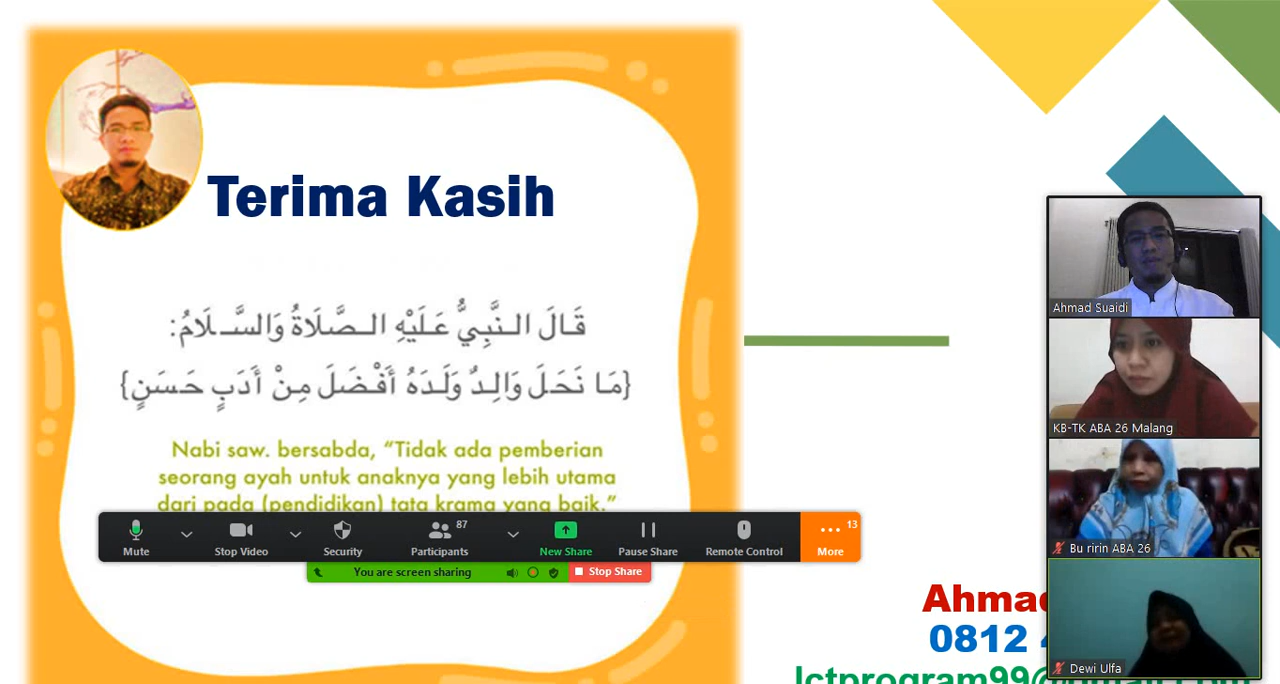 Terima Kasih
قَالَ النَّبِيُّ عَلَيْهِ الصَّلَاةُ وَالسَّلَامُ:
{مَا نَحَلَ وَالِدٌ وَلَدَهُ أَفْضَلَ مِنْ أَدَبٍ حَسَنٍ}
Nabi saw. bersabda, “Tidak ada pemberian
seorang ayah untuk anaknya yang lebih utama
dari pada (pendidikan) tata krama yang baik.”
Mute
Stop Video
Security
87
Participants
New Share
Pause Share
Remote Control
13
More
You are screen sharing
Stop Share
Ahmad Suaidi
KB-TK ABA 26 Malang
Bu ririn ABA 26
Dewi Ulfa
Ahmad
0812